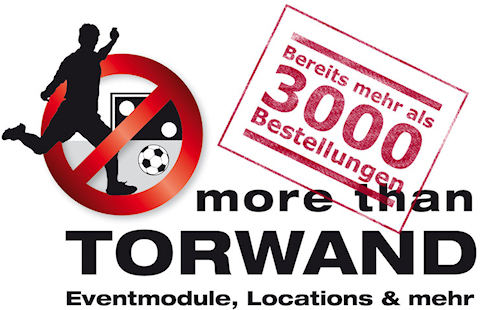 Bereits mehr als
3000
Bestellungen
more than
TORWAND
Eventmodule, Locations & mehr